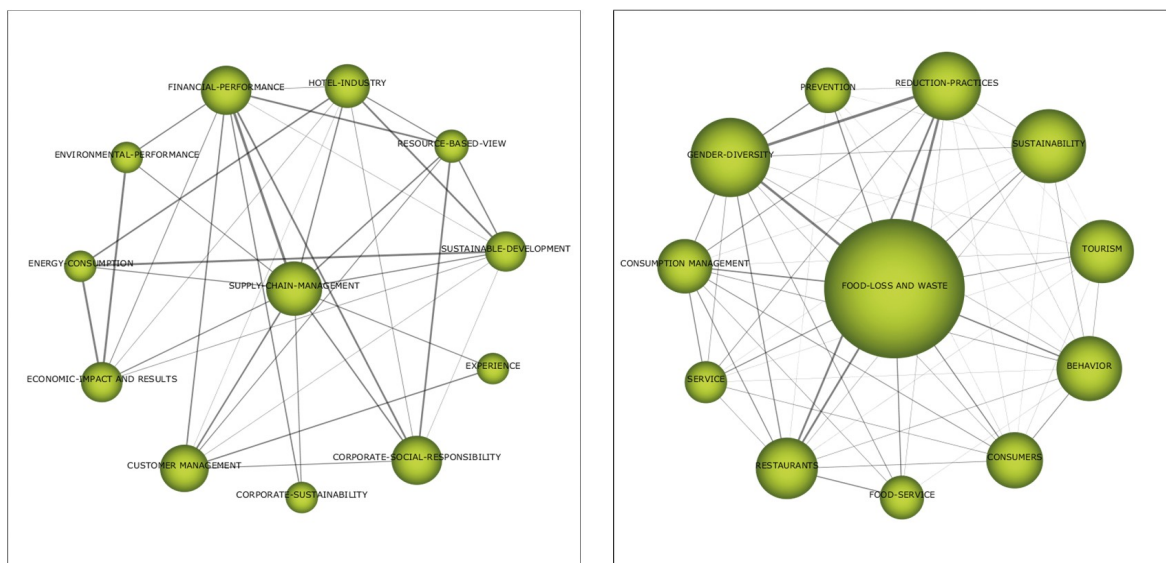 FINANCIAL-PERFORMANCE
HOTEL-INDUSTRY
RESOURCE-BASED-VIEW
ENVIRONMENTAL-PERFORMANCE
SUSTAINABLE-DEVELOPMENT
ENERGY-CONSUMPTION
SUPPLY-CHAIN-MANAGEMENT
EXPERIENCE
ECONOMIC-IMPACT AND RESULTS
CORPORATE-SOCIAL-RESPONSIBILITY
CUSTOMER MANAGEMENT
CORPORATE-SUSTAINABILITY
PREVENTION
REDUCTION-PRACTICES
SUSTAINABILITY
GENDER-DIVERSITY
TOURISM
CONSUMPTION MANAGEMENT
FOOD-LOSS AND WASTE
BEHAVIOR
SERVICE
CONSUMERS
RESTAURANTS
FOOD-SERVICE